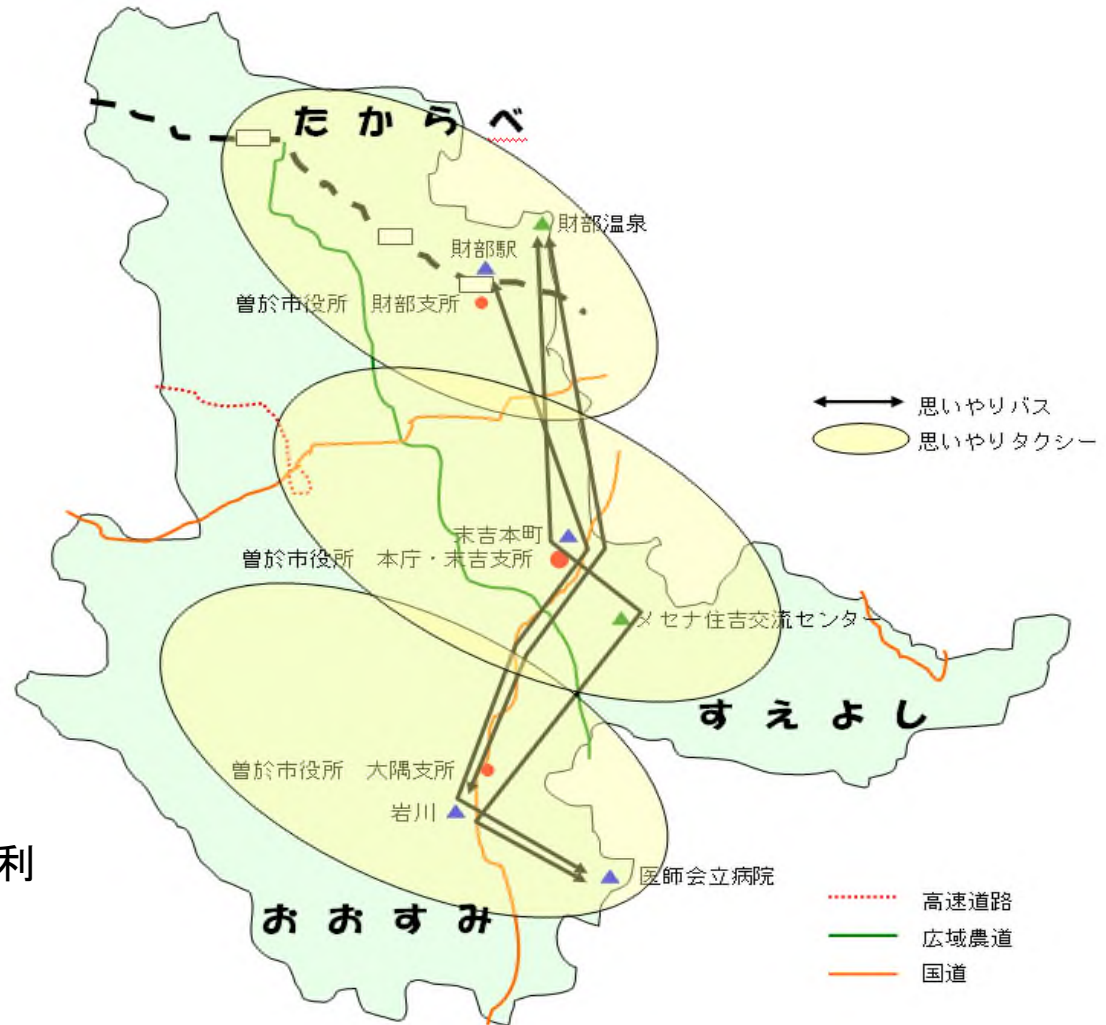 たからべ
財部温泉
財部駅
曽於市役所 財部支所
思いやりバス
思いやりタクシー
末吉本町
曽於市役所 本庁・末吉支所
メセナ住吉交流センター
すえよし
曽於市役所 大隅支所
岩川
利
医師会立病院
おおすみ
高速道路
広域農道
国道